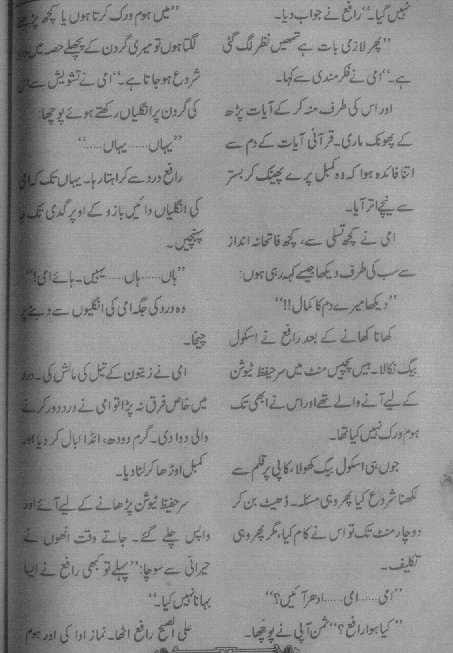 نہیں گیا۔“ رافع نے جواب دیا۔
”پھر لازمی بات ہے تمھیں نظر لگ گئی
ہے۔“ امی نے فکرمندی سے کہا۔
اور اس کی طرف منہ کرکے آیات پڑھ
کے پھونک ماری۔ قرآنی آیات کے دم سے
اتنا فائدہ ہوا کہ وہ کمبل پرے پھینک کر بستر
سے نیچے اتر آیا۔
امی نے کچھ تسلی سے، کچھ فاتحانہ انداز
سے سب کی طرف دیکھا جیسے کہہ رہی ہوں:
”دیکھا میرے دم کا کمال!!“
کھانا کھانے کے بعد رافع نے اسکول
بیگ نکالا۔ بیس پچیس منٹ میں سر حفیظ ٹیوشن
کے لیے آنے والے تھے اور اس نے ابھی تک
ہوم ورک نہیں کیا تھا۔
جوں ہی اسکول بیگ کھولا، کاپی پر قلم سے
لکھنا شروع کیا پھر وہی مسئلہ۔ ڈھیٹ بن کر
دو چار منٹ تک تو اس نے کام کیا، مگر پھر وہی
تکلیف۔
”امی......امی......ادھر آئیں؟“
”کیا ہوا رافع؟“ ثمن آپی نے پوچھا۔
”میں ہوم ورک کرتا ہوں یا کچھ پڑھنے
لگتا ہوں تو میری گردن کے پچھلے حصہ میں
شروع ہو جاتا ہے۔“ امی نے تشویش سے اس
کی گردن پر انگلیاں رکھتے ہوئے پوچھا:
”یہاں......یہاں......“
رافع درد سے کراہتا رہا۔ یہاں تک کہ امی
کی انگلیاں دائیں بازو کے اوپر گدی تک جا
پہنچیں۔
”ہاں......ہاں......یہیں۔ ہائے امی!“
وہ درد کی جگہ امی کی انگلیوں سے دبنے پر
چیخا۔
امی نے زیتون کے تیل کی مالش کی۔ درد
میں خاص فرق نہ پڑا تو امی نے درد دور کرنے
والی دوا دی۔ گرم دودھ، انڈا ابال کر دیا اور
کمبل اوڑھا کر لٹا دیا۔
سر حفیظ ٹیوشن پڑھانے کے لیے آئے اور
واپس چلے گئے۔ جاتے وقت انھوں نے
حیرانی سے سوچا: ”پہلے تو کبھی رافع نے ایسا
بہانا نہیں کیا۔“
علی الصبح رافع اٹھا۔ نماز ادا کی اور ہوم